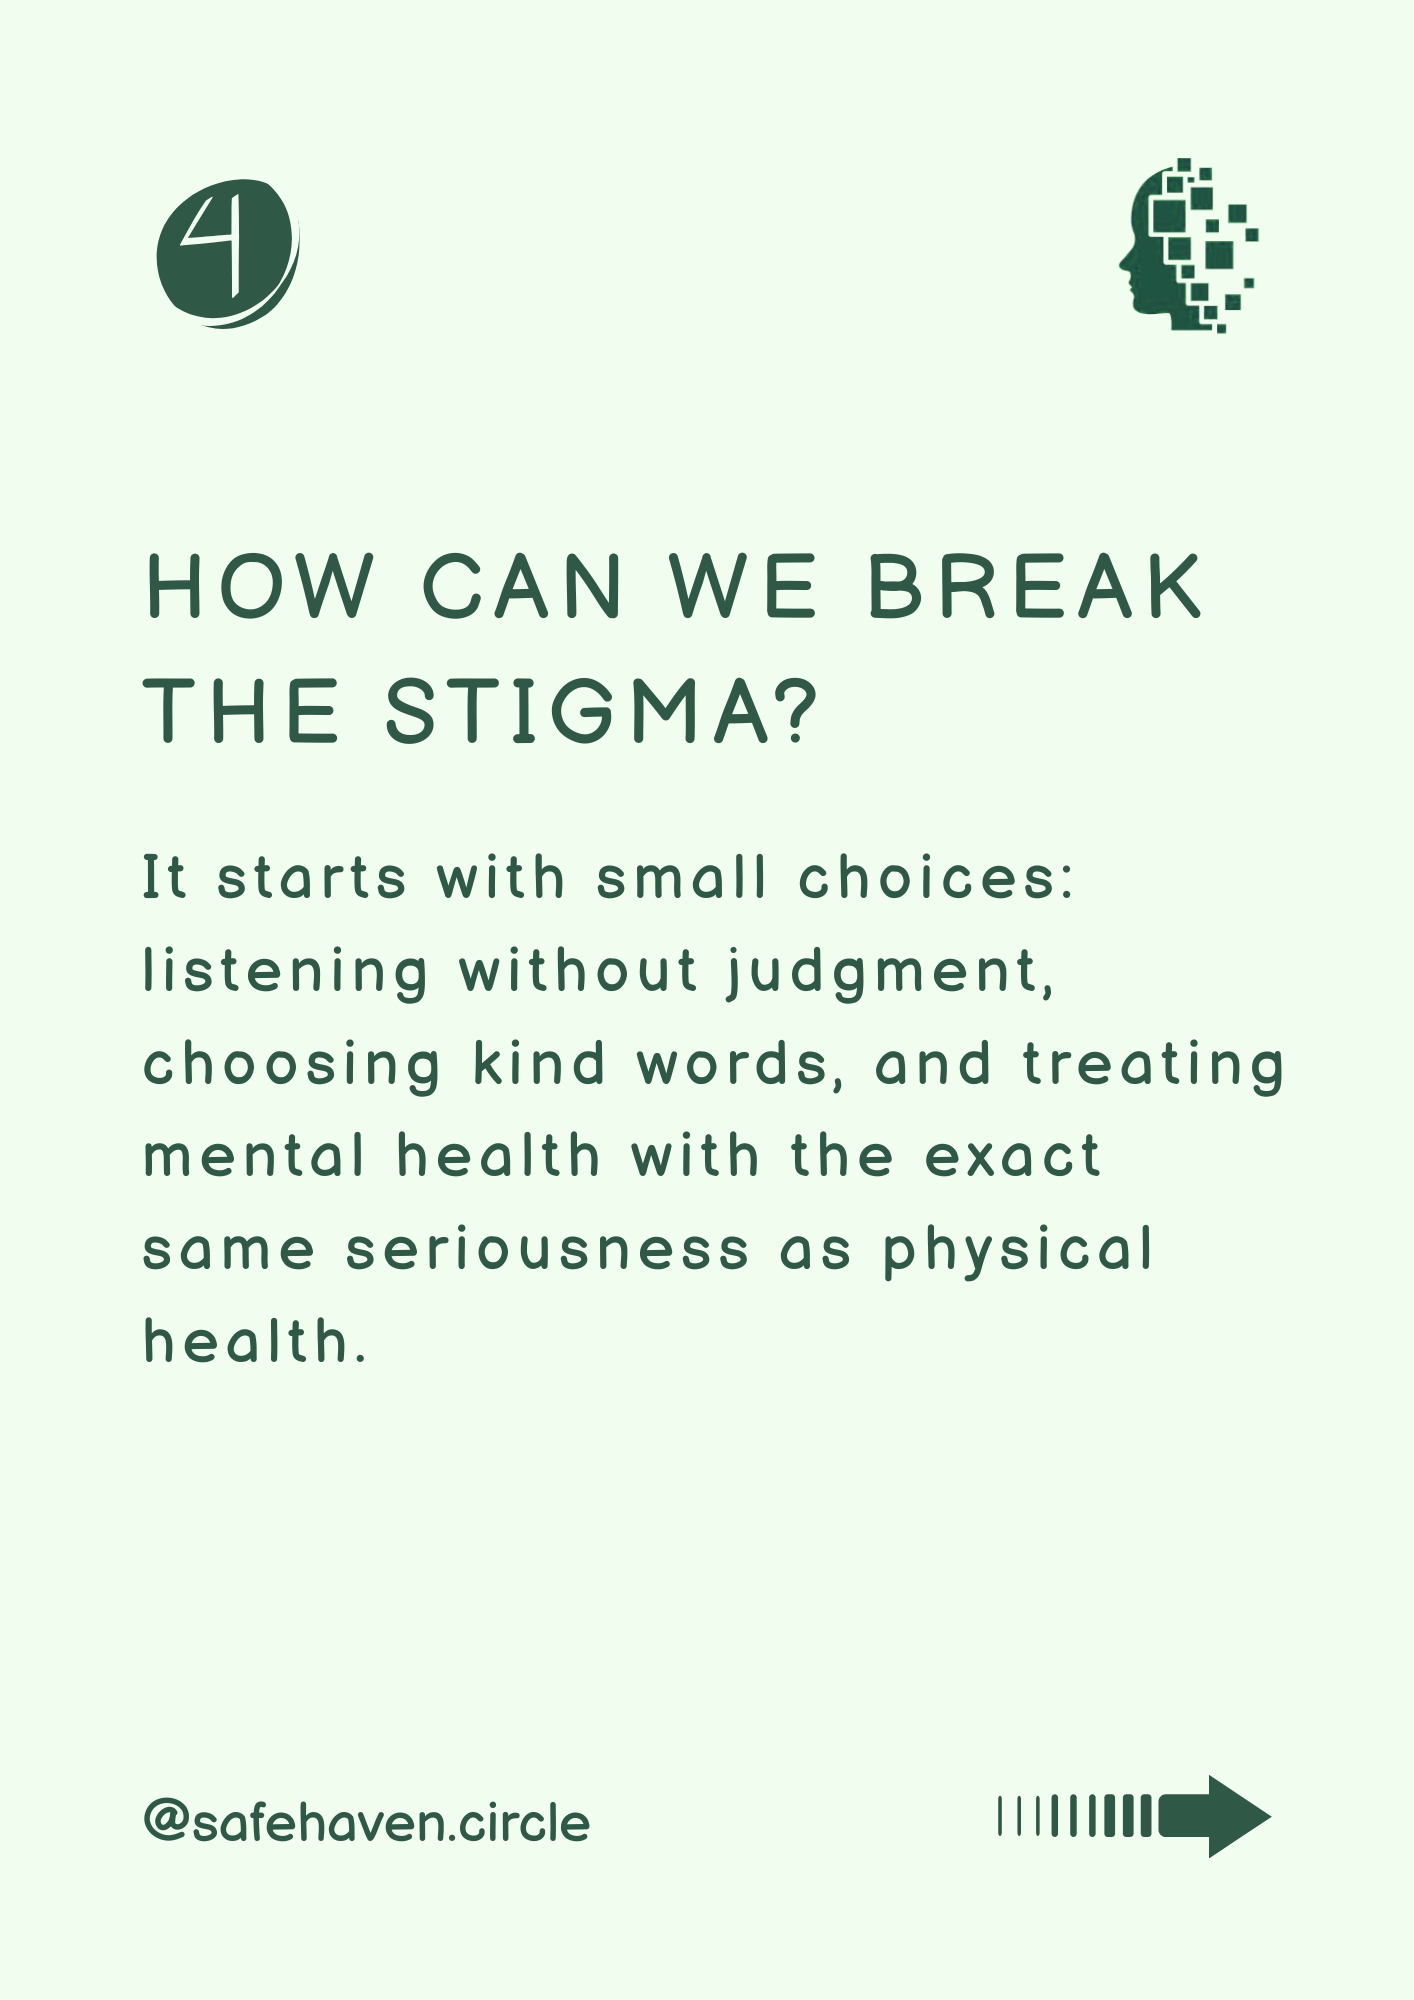 4
HOW CAN WE BREAK
THE STIGMA?
It starts with small choices:
listening without judgment,
choosing kind words, and treating
mental health with the exact
same seriousness as physical
health.
@safehaven.circle